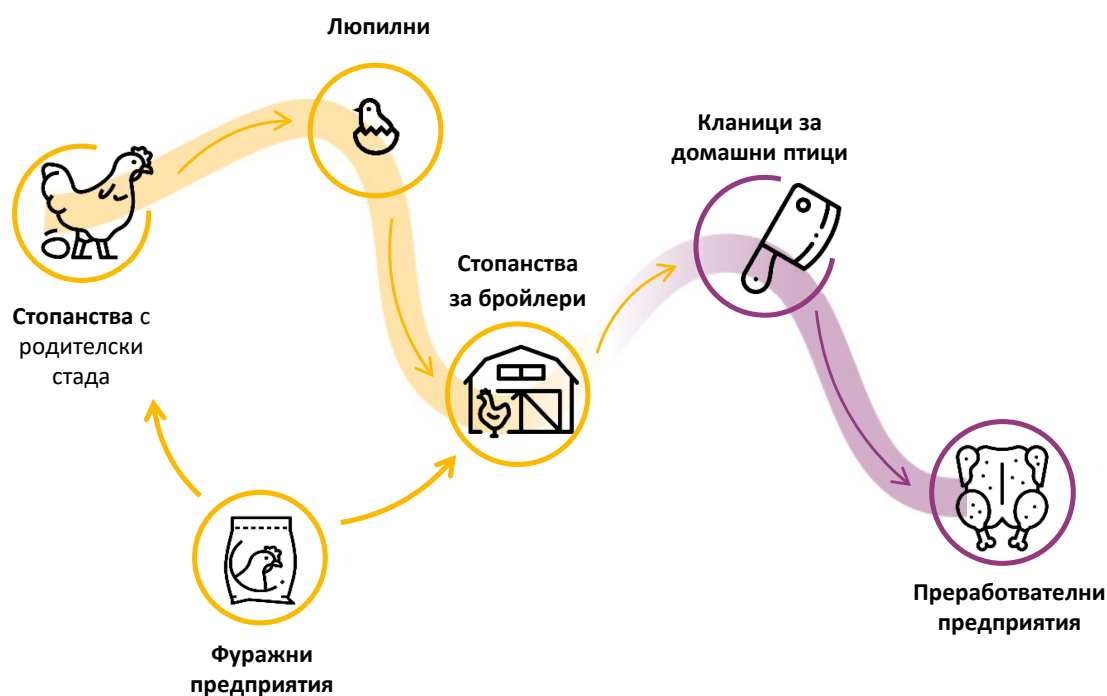 Люпилни
Кланици за
домашни птици
Стопанства
за бройлери
Стопанства с
родителски
стада
Преработвателни
предприятия
Фуражни
предприятия